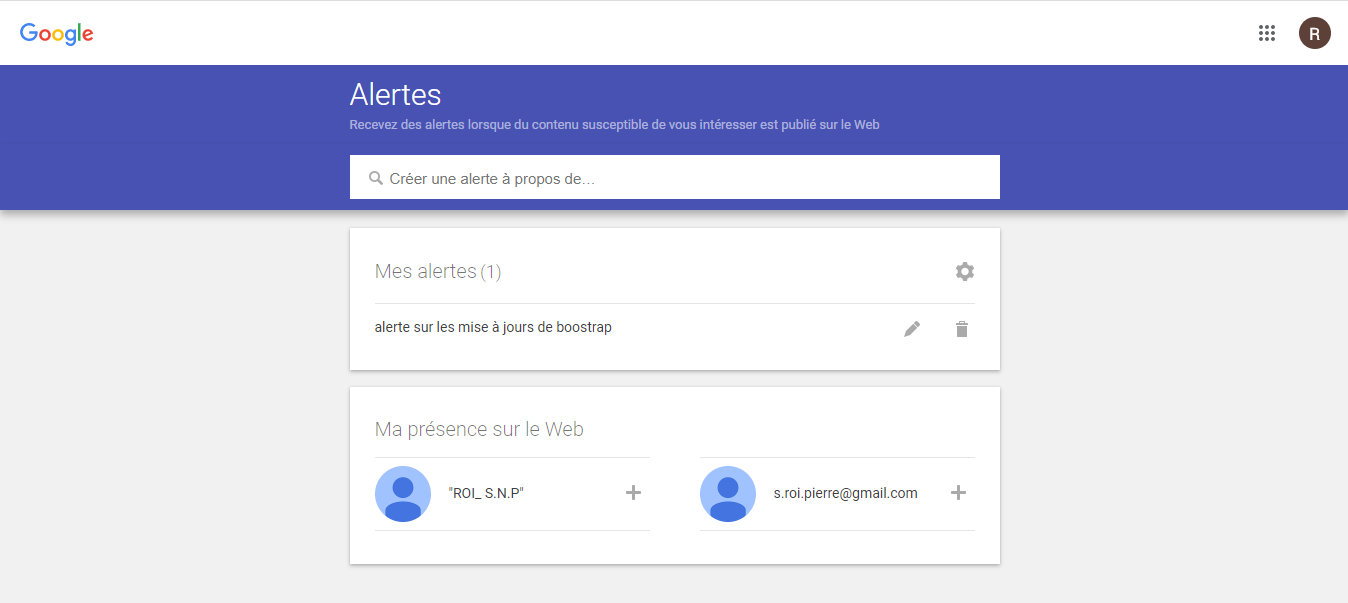 Google
R
Alertes
Recevez des alertes lorsque du contenu susceptible de vous intéresser est publié sur le Web
Créer une alerte à propos de...
Mes alertes (1)
alerte sur les mise à jours de boostrap
Ma présence sur le Web
"ROI_ S.N.P"
s.roi.pierre@gmail.com